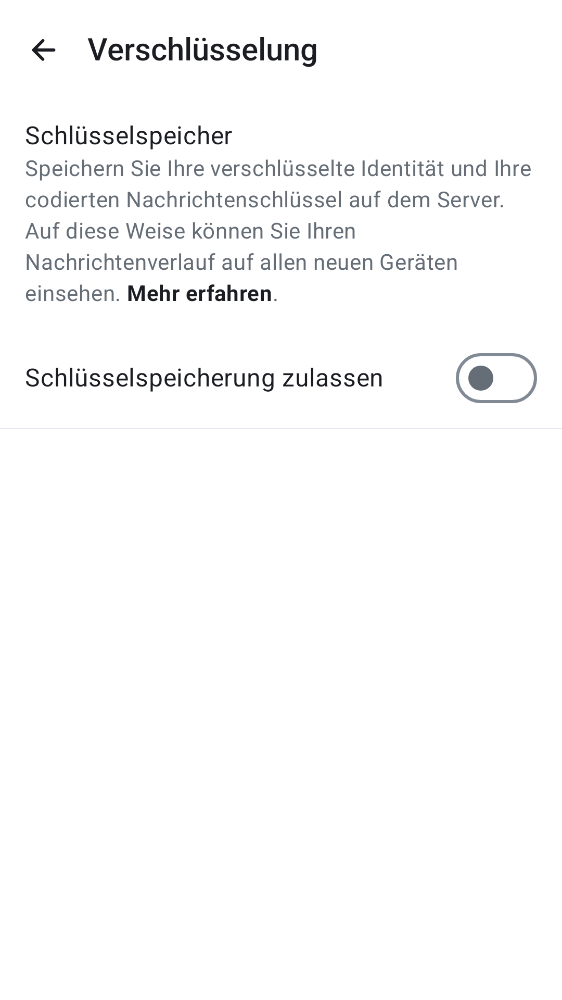 Verschlüsselung
Schlüsselspeicher
Speichern Sie Ihre verschlüsselte Identität und Ihre
codierten Nachrichtenschlüssel auf dem Server.
Auf diese Weise können Sie Ihren
Nachrichtenverlauf auf allen neuen Geräten
einsehen. Mehr erfahren.
Schlüsselspeicherung zulassen